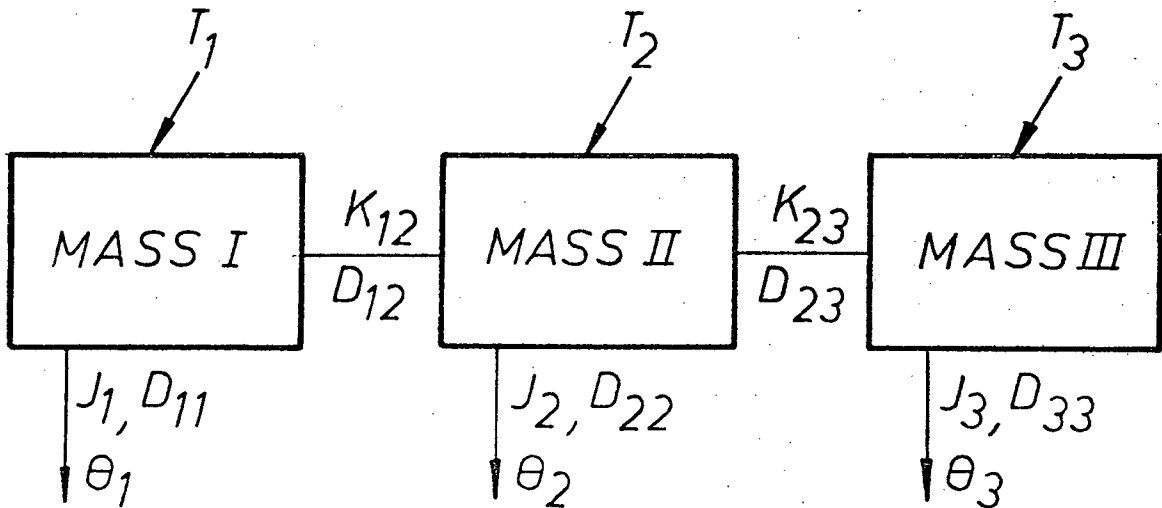 T1
T2
T3
MASS I
K12
D12
MASS II
K23
D23
MASS III
J1, D11
θ1
J2, D22
θ2
J3, D33
θ3